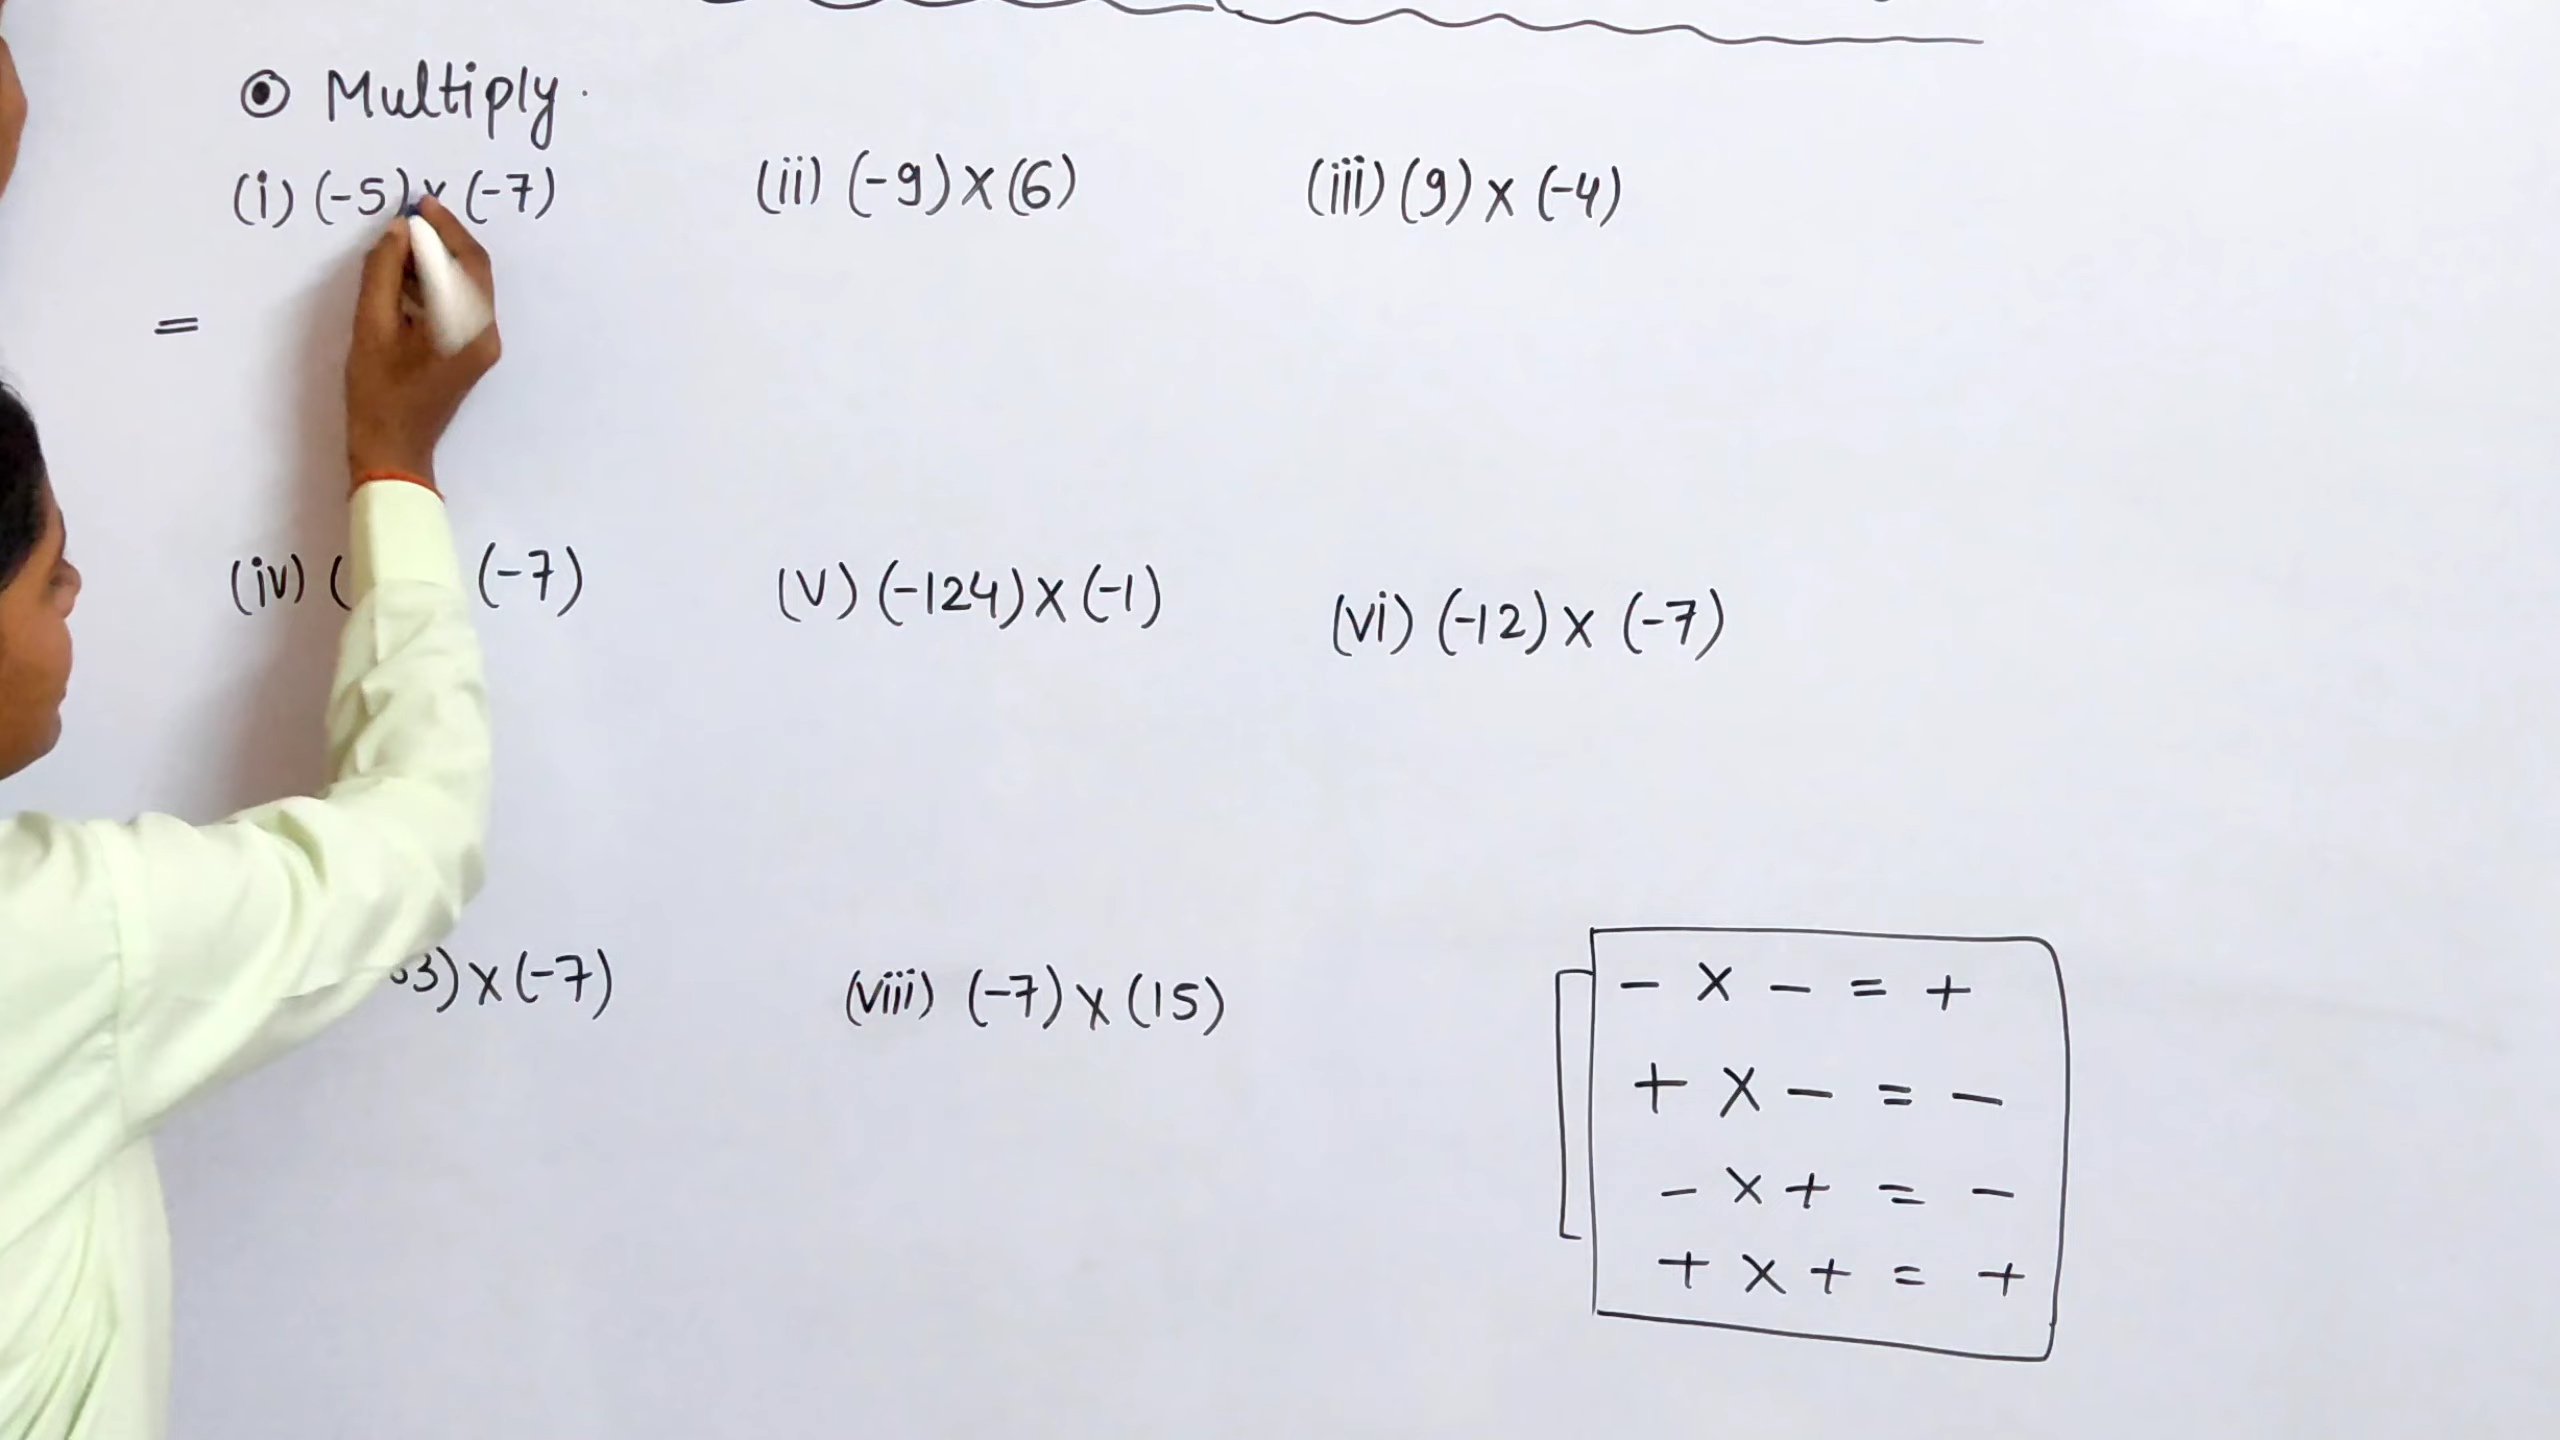 ⊙ Multiply.
(i) (-5) x (-7) (ii) (-9) X (6) (iii) (9) x (-4)
=
(iv) ( (-7) (V) (-124) X (-1) (vi) (-12) x (-7)
3) X (-7) (viii) (-7) X (15)
- X - = +
+ X - = -
- X + = -
+ X + = +